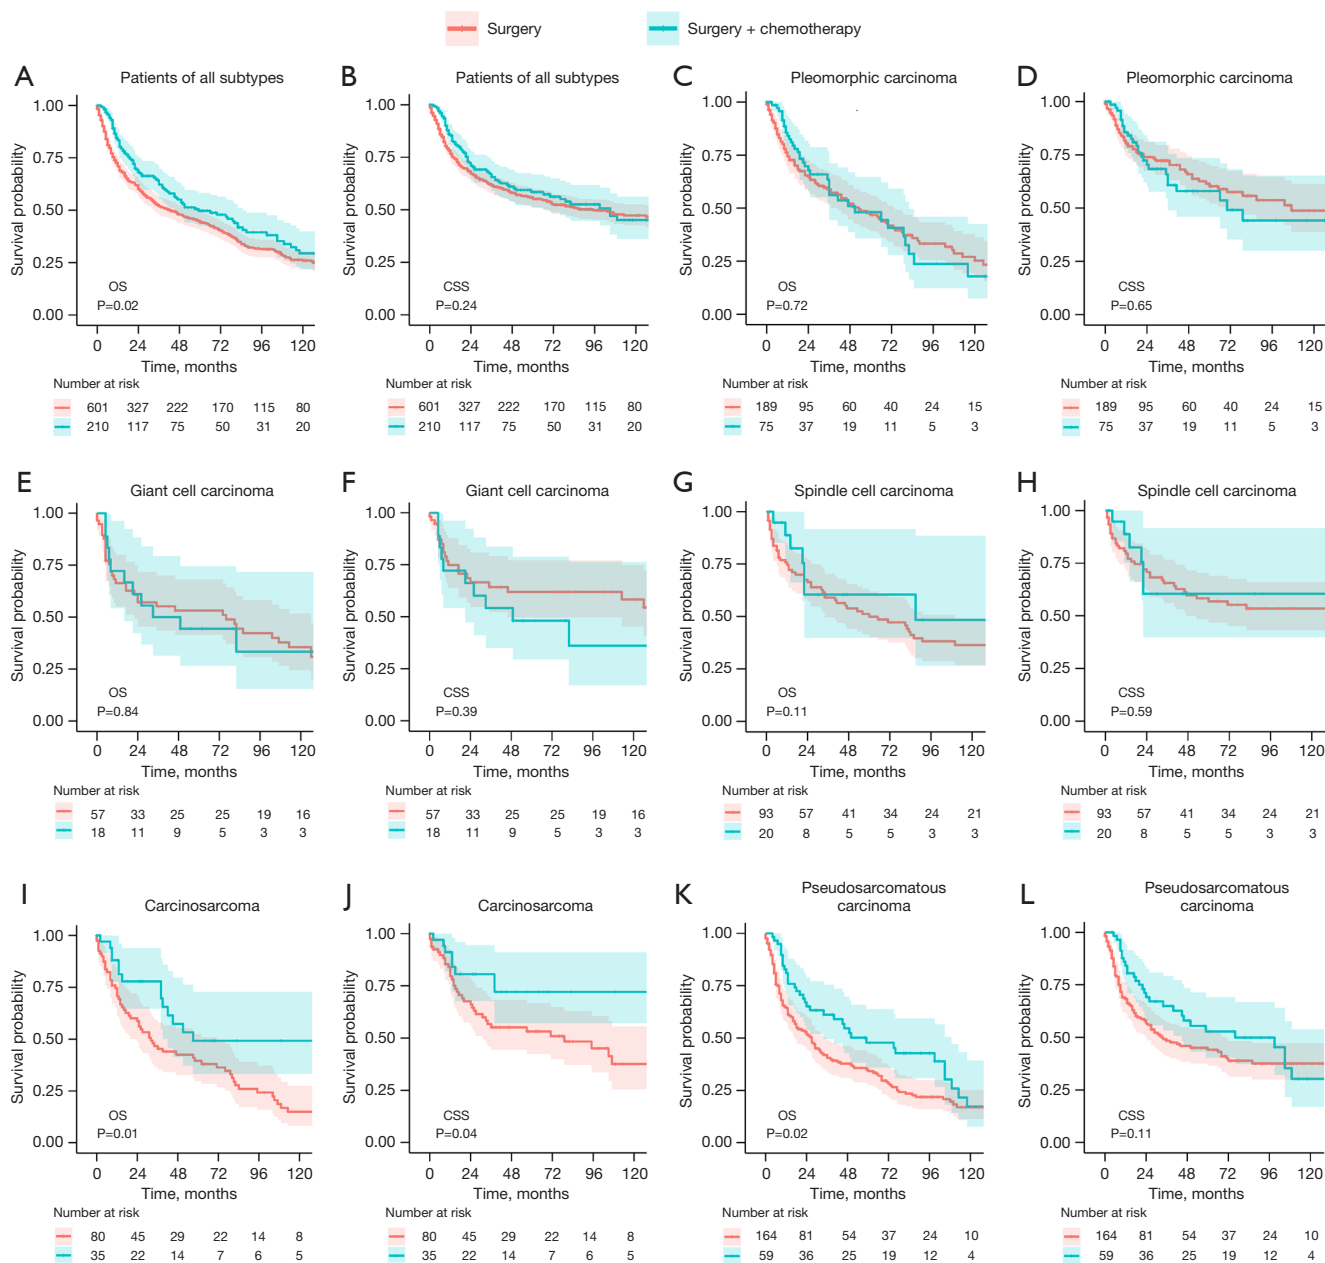 Surgery
Surgery + chemotherapy
A
Patients of all subtypes
Survival probability
1.00
0.75
0.50
0.25
0.00
OS
P=0.02
0 24 48 72 96 120
Time, months
Number at risk
601 327 222 170 115 80
210 117 75 50 31 20
B
Patients of all subtypes
Survival probability
1.00
0.75
0.50
0.25
0.00
CSS
P=0.24
0 24 48 72 96 120
Time, months
Number at risk
601 327 222 170 115 80
210 117 75 50 31 20
C
Pleomorphic carcinoma
Survival probability
1.00
0.75
0.50
0.25
0.00
OS
P=0.72
0 24 48 72 96 120
Time, months
Number at risk
189 95 60 40 24 15
75 37 19 11 5 3
D
Pleomorphic carcinoma
Survival probability
1.00
0.75
0.50
0.25
0.00
CSS
P=0.65
0 24 48 72 96 120
Time, months
Number at risk
189 95 60 40 24 15
75 37 19 11 5 3
E
Giant cell carcinoma
Survival probability
1.00
0.75
0.50
0.25
0.00
OS
P=0.84
0 24 48 72 96 120
Time, months
Number at risk
57 33 25 25 19 16
18 11 9 5 3 3
F
Giant cell carcinoma
Survival probability
1.00
0.75
0.50
0.25
0.00
CSS
P=0.39
0 24 48 72 96 120
Time, months
Number at risk
57 33 25 25 19 16
18 11 9 5 3 3
G
Spindle cell carcinoma
Survival probability
1.00
0.75
0.50
0.25
0.00
OS
P=0.11
0 24 48 72 96 120
Time, months
Number at risk
93 57 41 34 24 21
20 8 5 5 3 3
H
Spindle cell carcinoma
Survival probability
1.00
0.75
0.50
0.25
0.00
CSS
P=0.59
0 24 48 72 96 120
Time, months
Number at risk
93 57 41 34 24 21
20 8 5 5 3 3
I
Carcinosarcoma
Survival probability
1.00
0.75
0.50
0.25
0.00
OS
P=0.01
0 24 48 72 96 120
Time, months
Number at risk
80 45 29 22 14 8
35 22 14 7 6 5
J
Carcinosarcoma
Survival probability
1.00
0.75
0.50
0.25
0.00
CSS
P=0.04
0 24 48 72 96 120
Time, months
Number at risk
80 45 29 22 14 8
35 22 14 7 6 5
K
Pseudosarcomatous
carcinoma
Survival probability
1.00
0.75
0.50
0.25
0.00
OS
P=0.02
0 24 48 72 96 120
Time, months
Number at risk
164 81 54 37 24 10
59 36 25 19 12 4
L
Pseudosarcomatous
carcinoma
Survival probability
1.00
0.75
0.50
0.25
0.00
CSS
P=0.11
0 24 48 72 96 120
Time, months
Number at risk
164 81 54 37 24 10
59 36 25 19 12 4